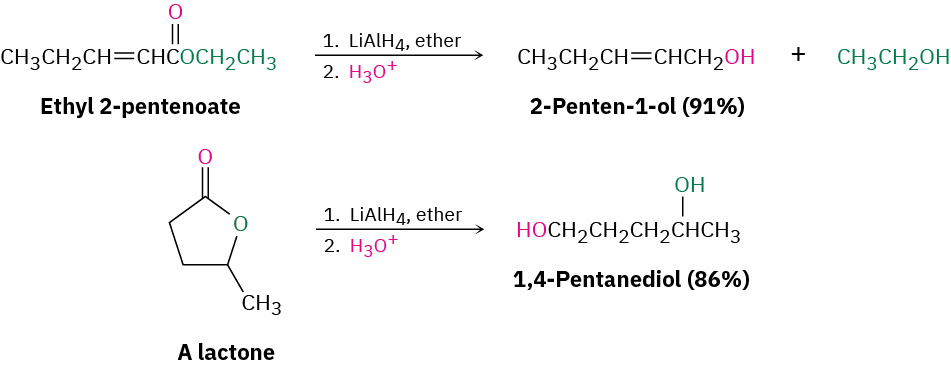 O
CH₃CH₂CH=CHCOCH₂CH₃
1. LiAlH₄, ether
2. H₃O⁺
CH₃CH₂CH=CHCH₂OH + CH₃CH₂OH
Ethyl 2-pentenoate
2-Penten-1-ol (91%)
O
O
CH₃
1. LiAlH₄, ether
2. H₃O⁺
OH
HOCH₂CH₂CH₂CHCH₃
1,4-Pentanediol (86%)
A lactone